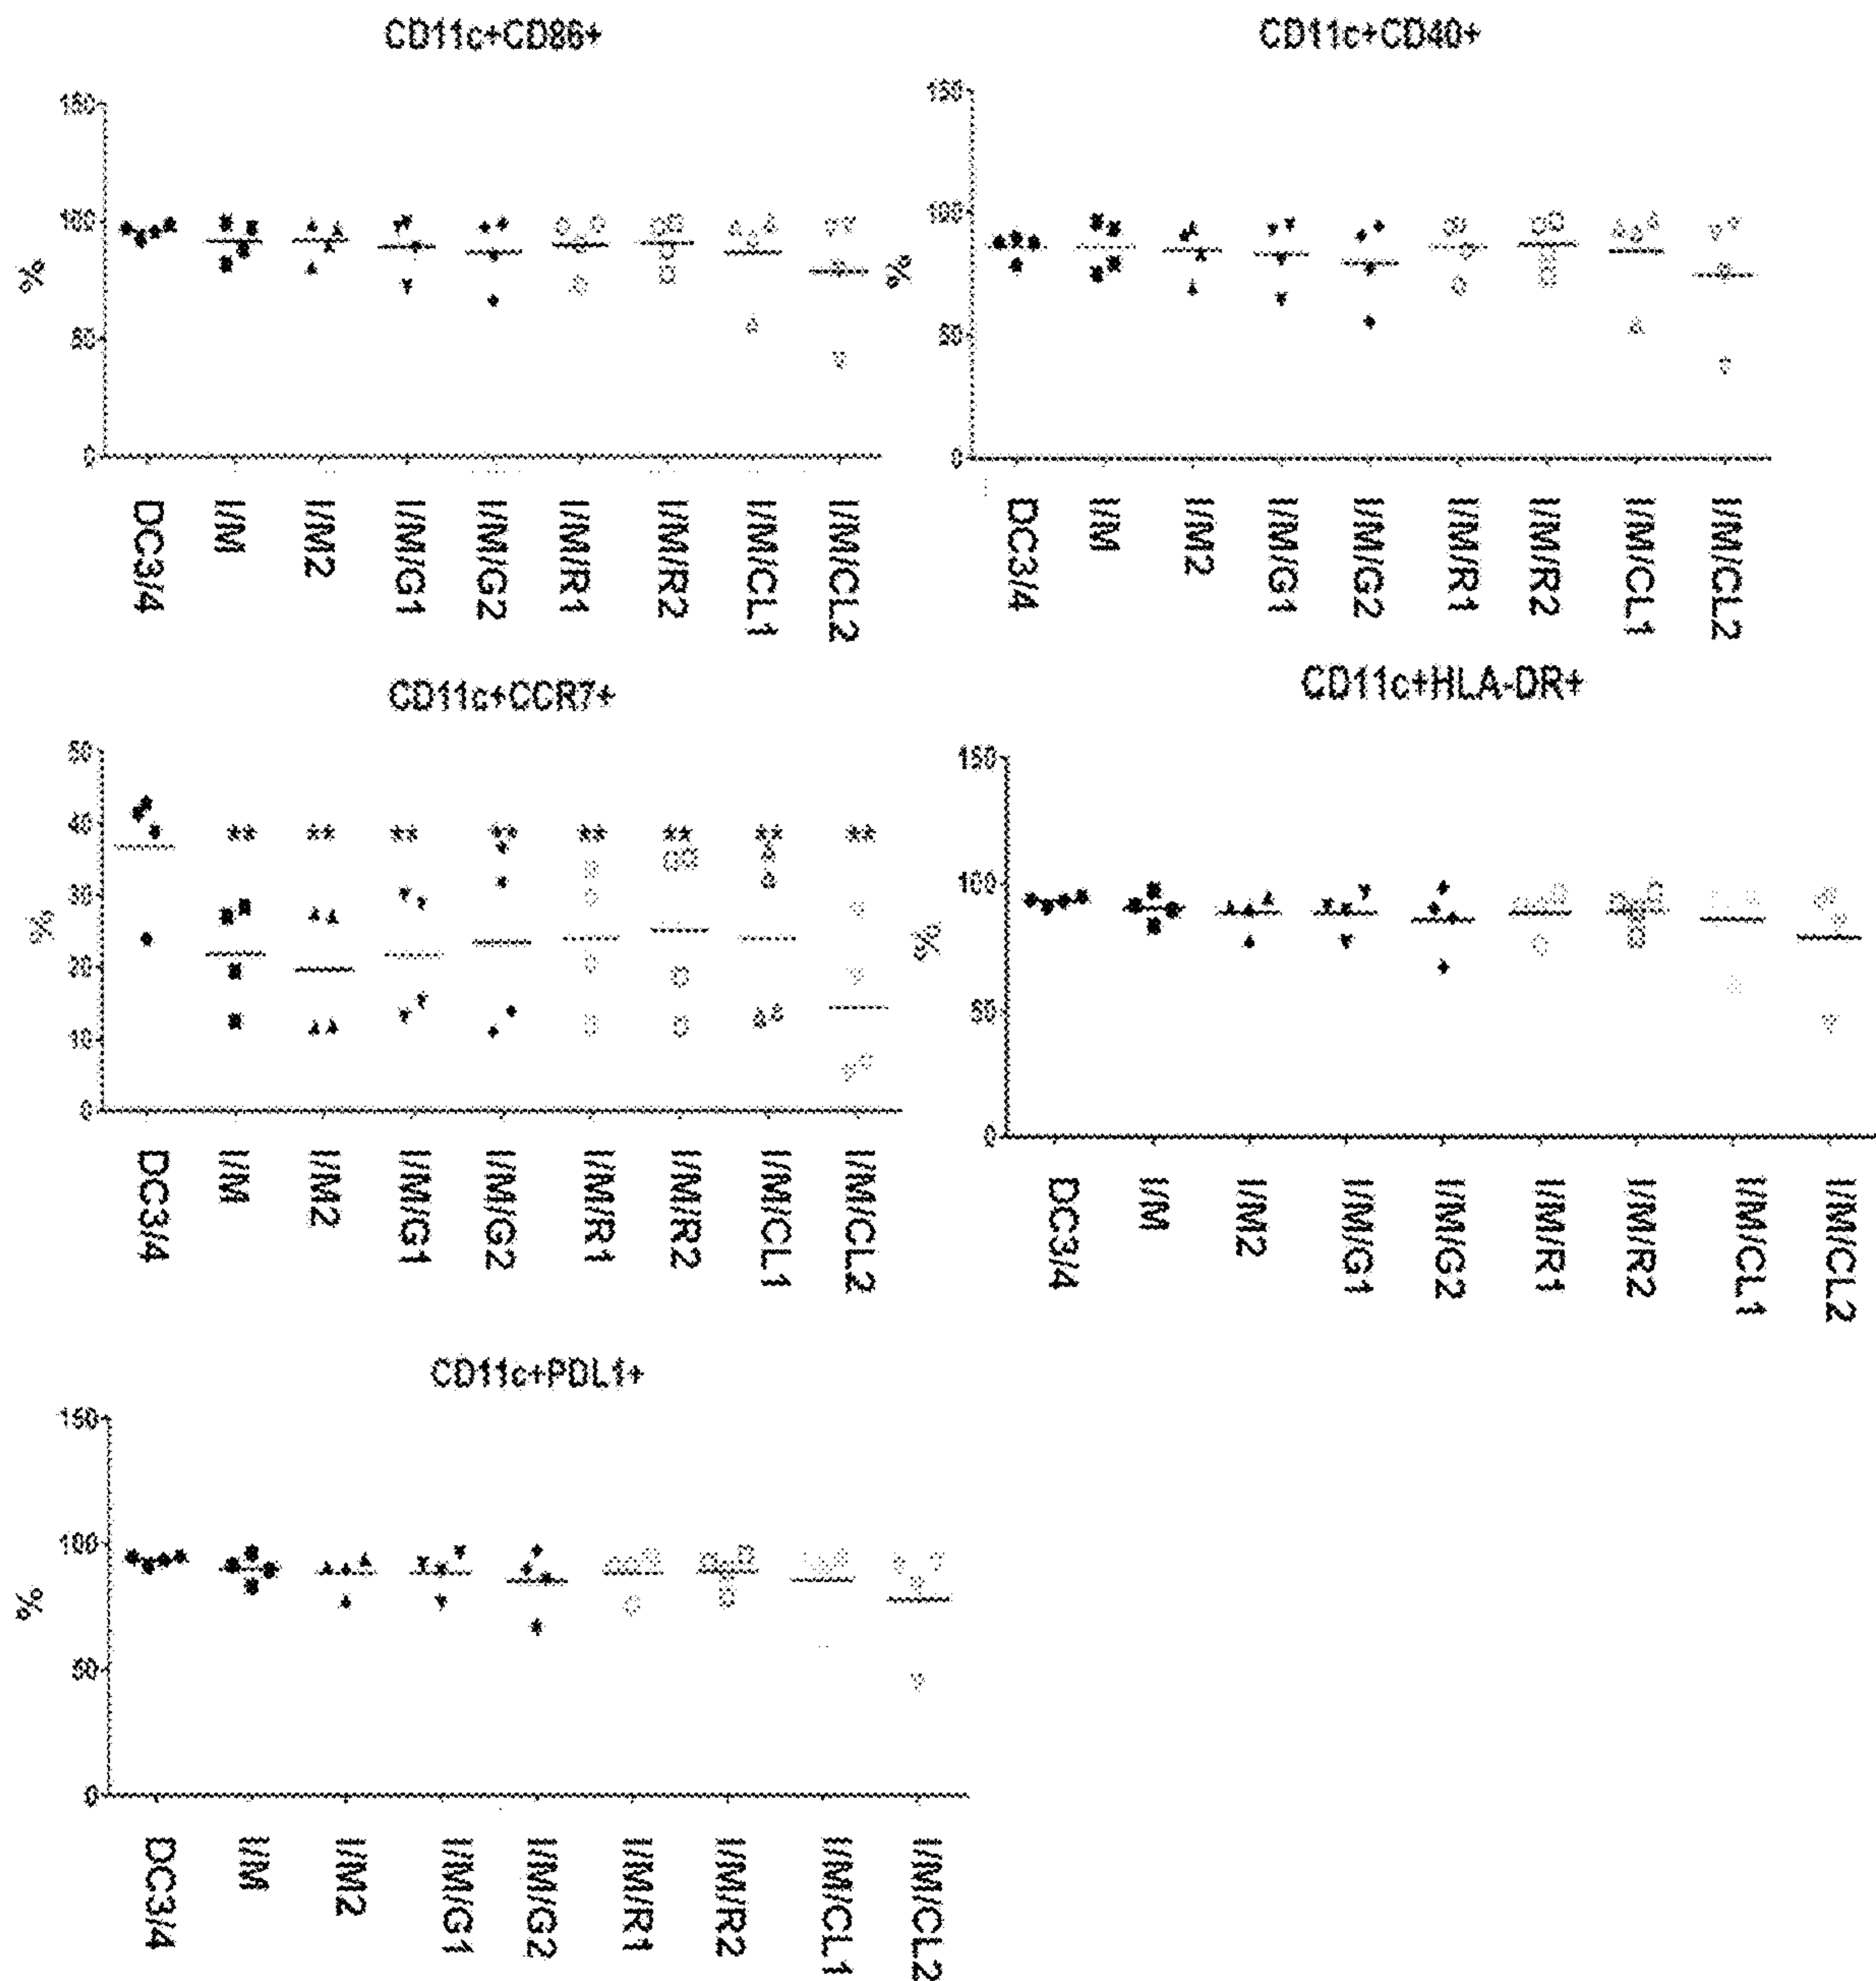 CD11c+CD86+
150
100
50
0
%
DC3/4
I/M
I/M2
I/M/G1
I/M/G2
I/M/R1
I/M/R2
I/M/CL1
I/M/CL2
CD11c+CD40+
150
100
50
0
%
DC3/4
I/M
I/M2
I/M/G1
I/M/G2
I/M/R1
I/M/R2
I/M/CL1
I/M/CL2
CD11c+CCR7+
50
40
30
20
10
0
%
** ** ** ** ** ** ** **
DC3/4
I/M
I/M2
I/M/G1
I/M/G2
I/M/R1
I/M/R2
I/M/CL1
I/M/CL2
CD11c+HLA-DR+
150
100
50
0
%
DC3/4
I/M
I/M2
I/M/G1
I/M/G2
I/M/R1
I/M/R2
I/M/CL1
I/M/CL2
CD11c+PDL1+
150
100
50
0
%
DC3/4
I/M
I/M2
I/M/G1
I/M/G2
I/M/R1
I/M/R2
I/M/CL1
I/M/CL2